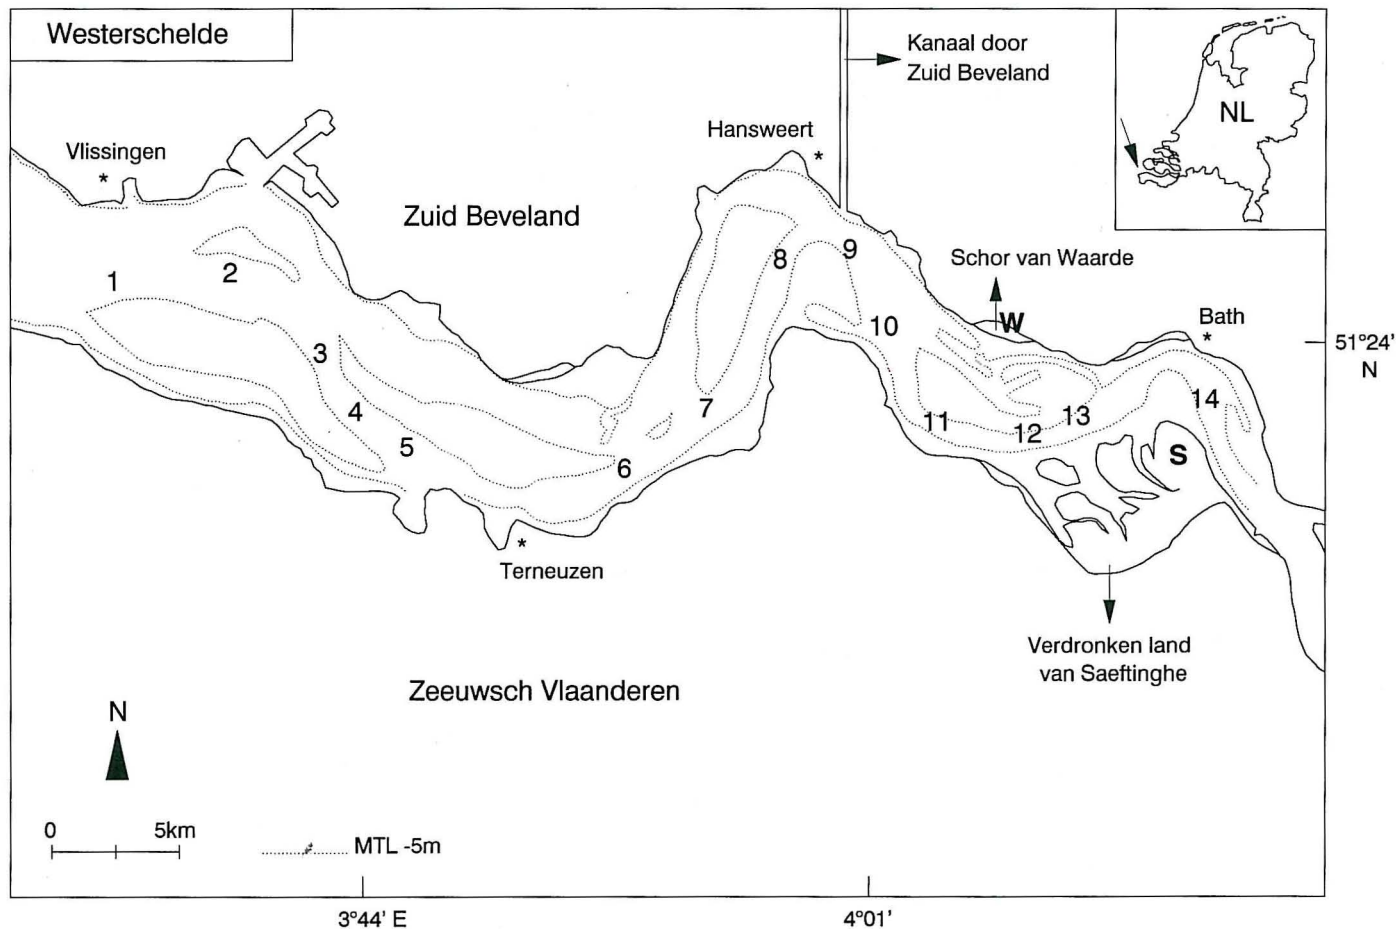 Westerschelde
Kanaal door
Zuid Beveland
NL
Hansweert
*
Vlissingen
*
Zuid Beveland
1
2
3
4
5
6
7
8
9
10
11
12
13
14
Schor van Waarde
W
Bath
*
51°24'
N
S
*
Terneuzen
Verdronken land
van Saeftinghe
Zeeuwsch Vlaanderen
N
0 5km
MTL -5m
3°44' E
4°01'